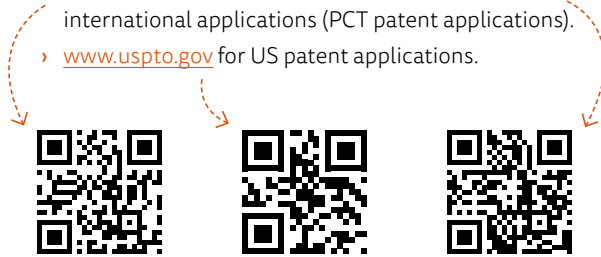 international applications (PCT patent applications).
› www.uspto.gov for US patent applications.